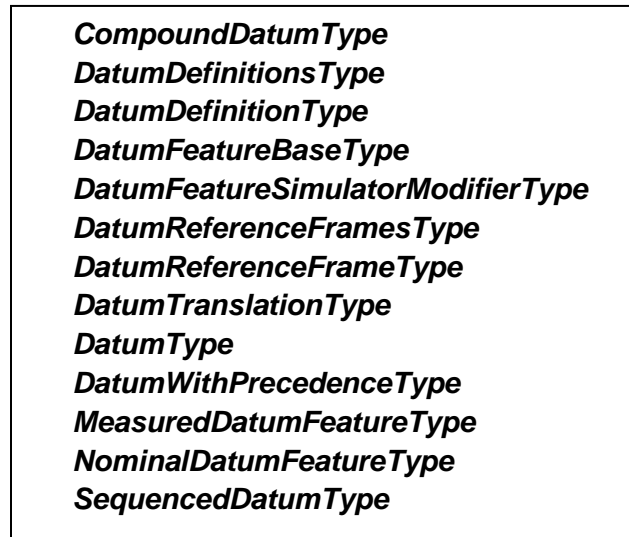 CompoundDatumType
DatumDefinitionsType
DatumDefinitionType
DatumFeatureBaseType
DatumFeatureSimulatorModifierType
DatumReferenceFramesType
DatumReferenceFrameType
DatumTranslationType
DatumType
DatumWithPrecedenceType
MeasuredDatumFeatureType
NominalDatumFeatureType
SequencedDatumType